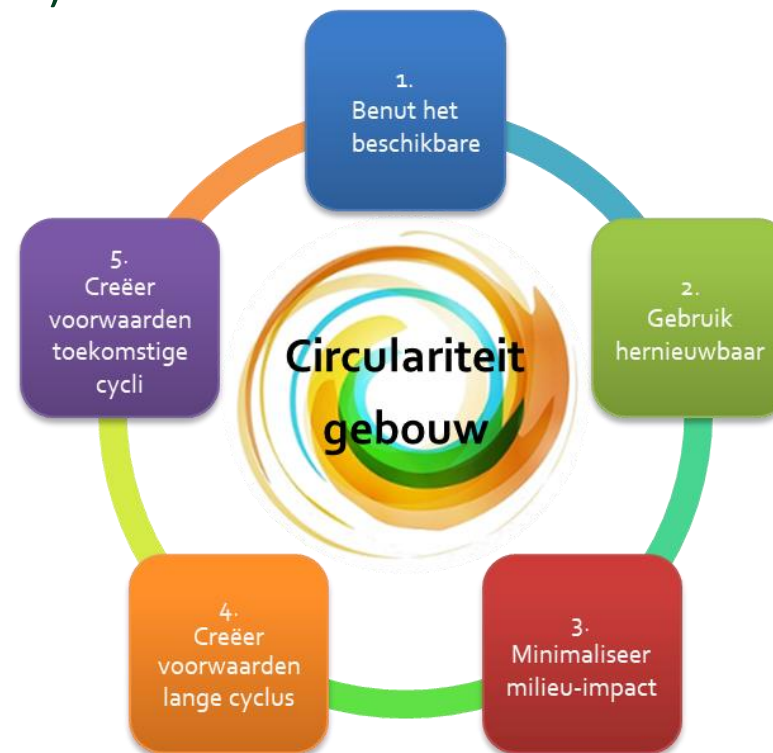 1.
Benut het
beschikbare
2.
Gebruik
hernieuwbaar
3.
Minimaliseer
milieu-impact
4.
Creëer
voorwaarden
lange cyclus
5.
Creëer
voorwaarden
toekomstige
cycli
Circulariteit
gebouw